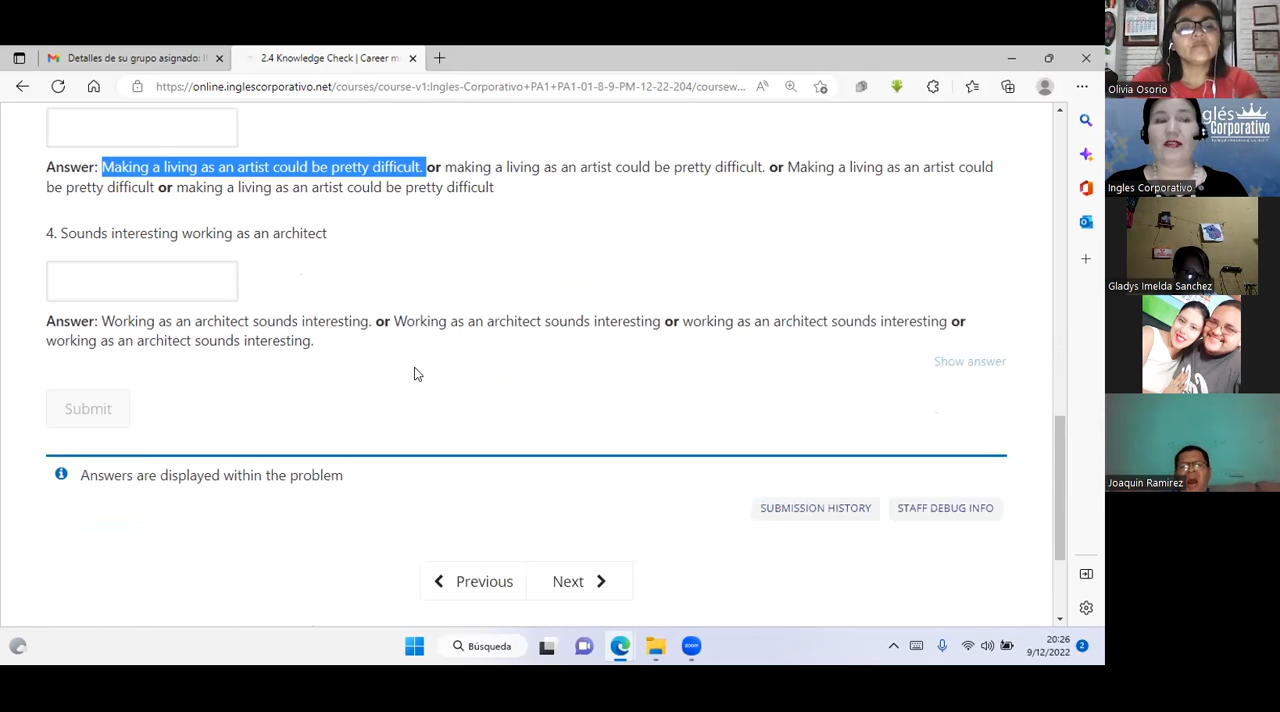 Detalles de su grupo asignado: I
2.4 Knowledge Check | Career m
https://online.inglescorporativo.net/courses/course-v1:Ingles-Corporativo+PA1+PA1-01-8-9-PM-12-22-204/coursew...
Answer: Making a living as an artist could be pretty difficult. or making a living as an artist could be pretty difficult. or Making a living as an artist could
be pretty difficult or making a living as an artist could be pretty difficult
4. Sounds interesting working as an architect
Answer: Working as an architect sounds interesting. or Working as an architect sounds interesting or working as an architect sounds interesting or
working as an architect sounds interesting.
Show answer
Submit
Answers are displayed within the problem
SUBMISSION HISTORY
STAFF DEBUG INFO
Previous
Next
Búsqueda
zoom
20:26
9/12/2022
2
Olivia Osorio
glés
Corporativo
Ingles Corporativo
Gladys Imelda Sanchez
Joaquin Ramirez